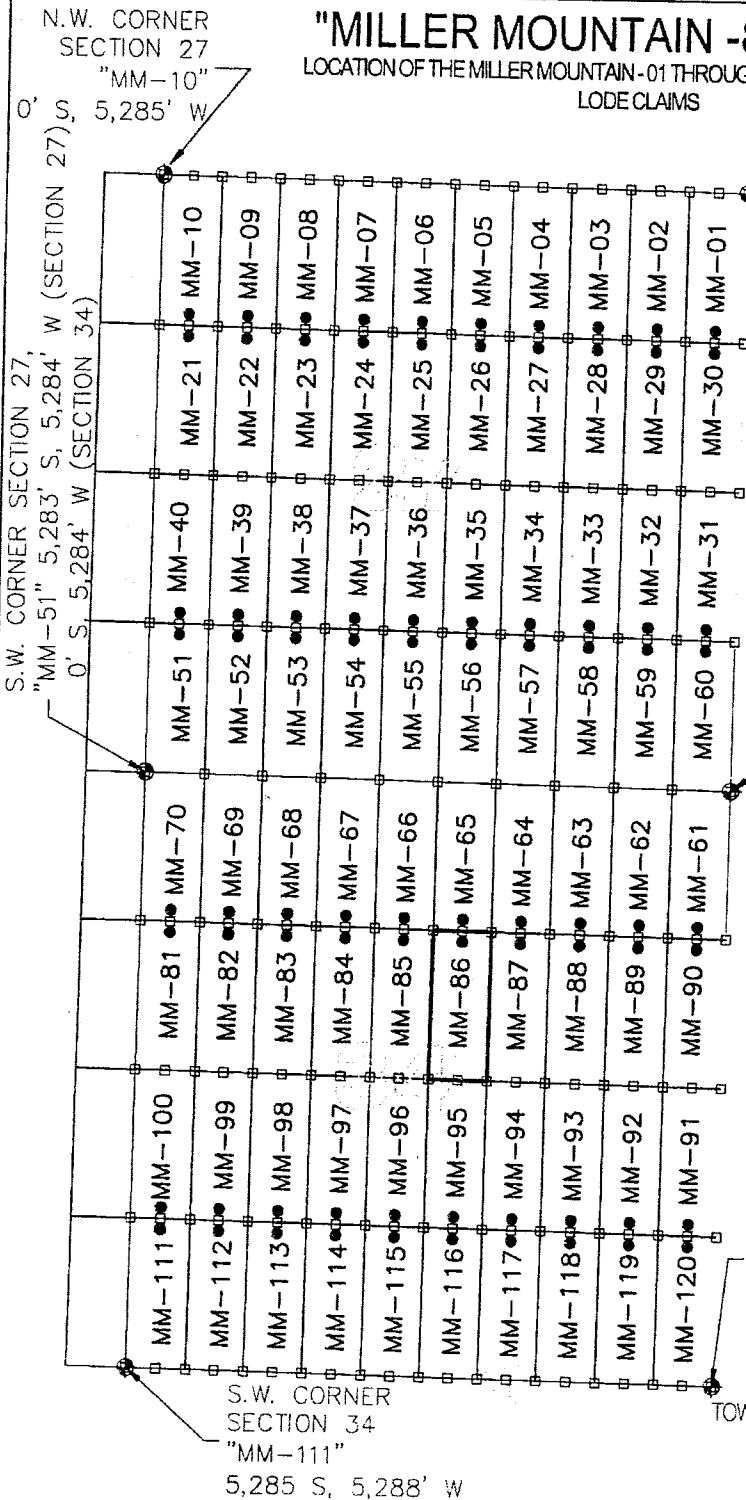 N.W. CORNER
SECTION 27
"MM-10"
0' S, 5,285' W
"MILLER MOUNTAIN -8
LOCATION OF THE MILLER MOUNTAIN - 01 THROUG
LODE CLAIMS
S.W. CORNER SECTION 27,
"MM-51" 5,283' S, 5,284' W (SECTION 27)
0' S, 5,284' W (SECTION 34)
MM-10 MM-09 MM-08 MM-07 MM-06 MM-05 MM-04 MM-03 MM-02 MM-01
MM-21 MM-22 MM-23 MM-24 MM-25 MM-26 MM-27 MM-28 MM-29 MM-30
MM-40 MM-39 MM-38 MM-37 MM-36 MM-35 MM-34 MM-33 MM-32 MM-31
MM-51 MM-52 MM-53 MM-54 MM-55 MM-56 MM-57 MM-58 MM-59 MM-60
MM-70 MM-69 MM-68 MM-67 MM-66 MM-65 MM-64 MM-63 MM-62 MM-61
MM-81 MM-82 MM-83 MM-84 MM-85 MM-86 MM-87 MM-88 MM-89 MM-90
MM-100 MM-99 MM-98 MM-97 MM-96 MM-95 MM-94 MM-93 MM-92 MM-91
MM-111 MM-112 MM-113 MM-114 MM-115 MM-116 MM-117 MM-118 MM-119 MM-120
S.W. CORNER
SECTION 34
"MM-111"
5,285 S, 5,288' W
TOW